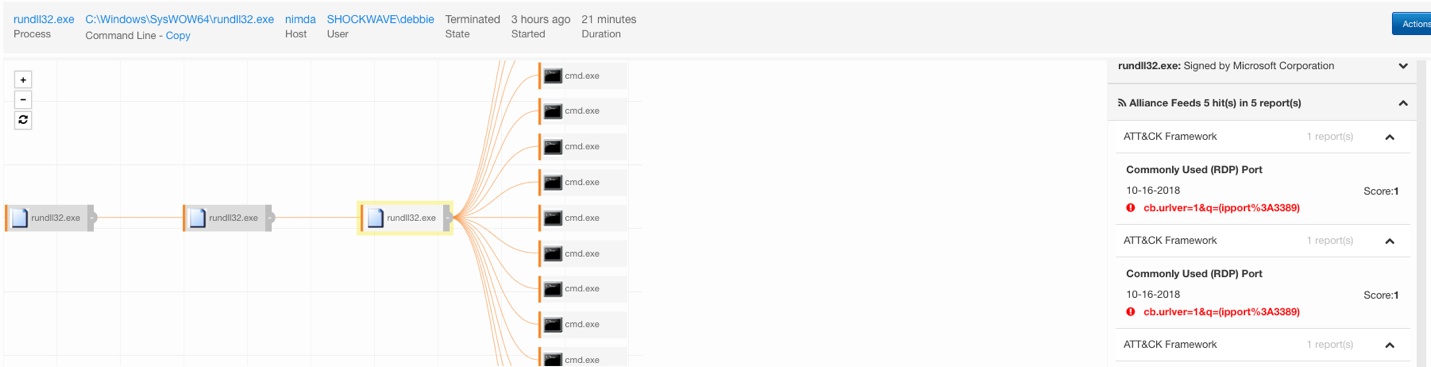 rundll32.exe C:\Windows\SysWOW64\rundll32.exe nimda SHOCKWAVE\debbie Terminated 3 hours ago 21 minutes
Process Command Line - Copy Host User State Started Duration
Actions
+
−
cmd.exe
cmd.exe
cmd.exe
cmd.exe
rundll32.exe rundll32.exe rundll32.exe cmd.exe
cmd.exe
cmd.exe
cmd.exe
cmd.exe
rundll32.exe: Signed by Microsoft Corporation
Alliance Feeds 5 hit(s) in 5 report(s)
ATT&CK Framework 1 report(s)
Commonly Used (RDP) Port
10-16-2018 Score:1
cb.urlver=1&q=(ipport%3A3389)
ATT&CK Framework 1 report(s)
Commonly Used (RDP) Port
10-16-2018 Score:1
cb.urlver=1&q=(ipport%3A3389)
ATT&CK Framework 1 report(s)